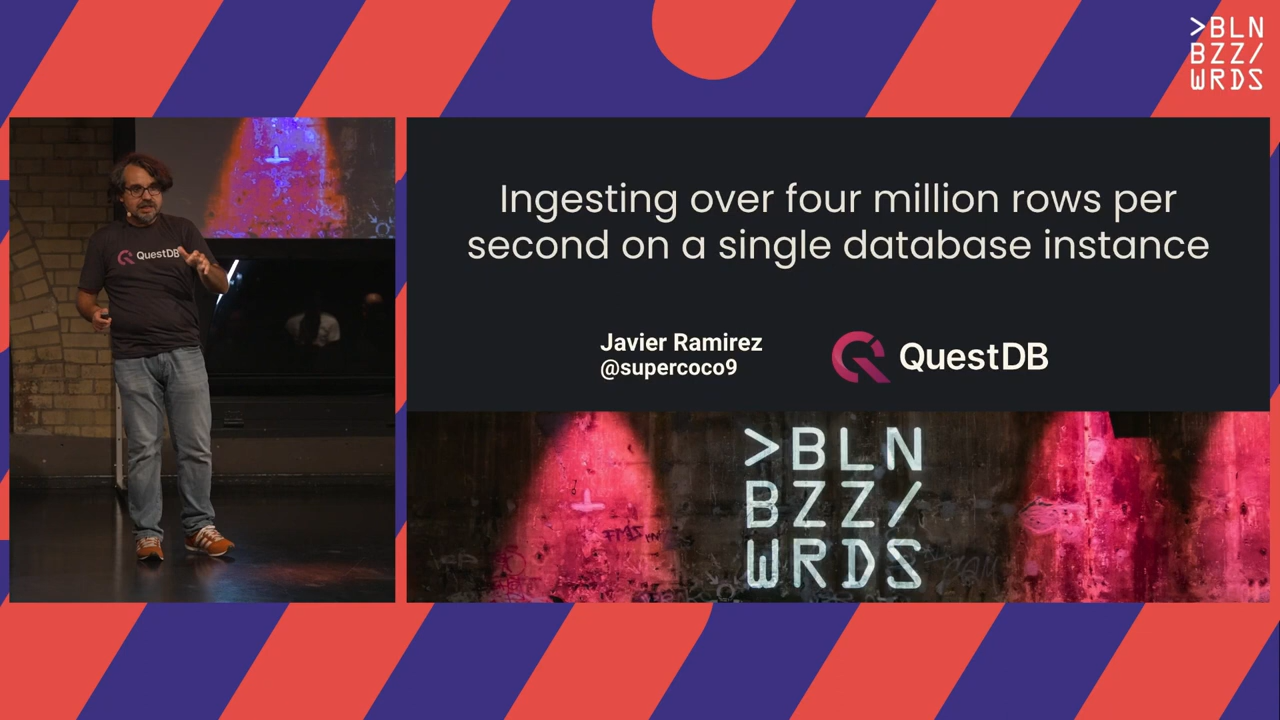 >BLN
BZZ/
WRDS
QuestDB
Ingesting over four million rows per
second on a single database instance
Javier Ramirez
@supercoco9
QuestDB
>BLN
BZZ/
WRDS